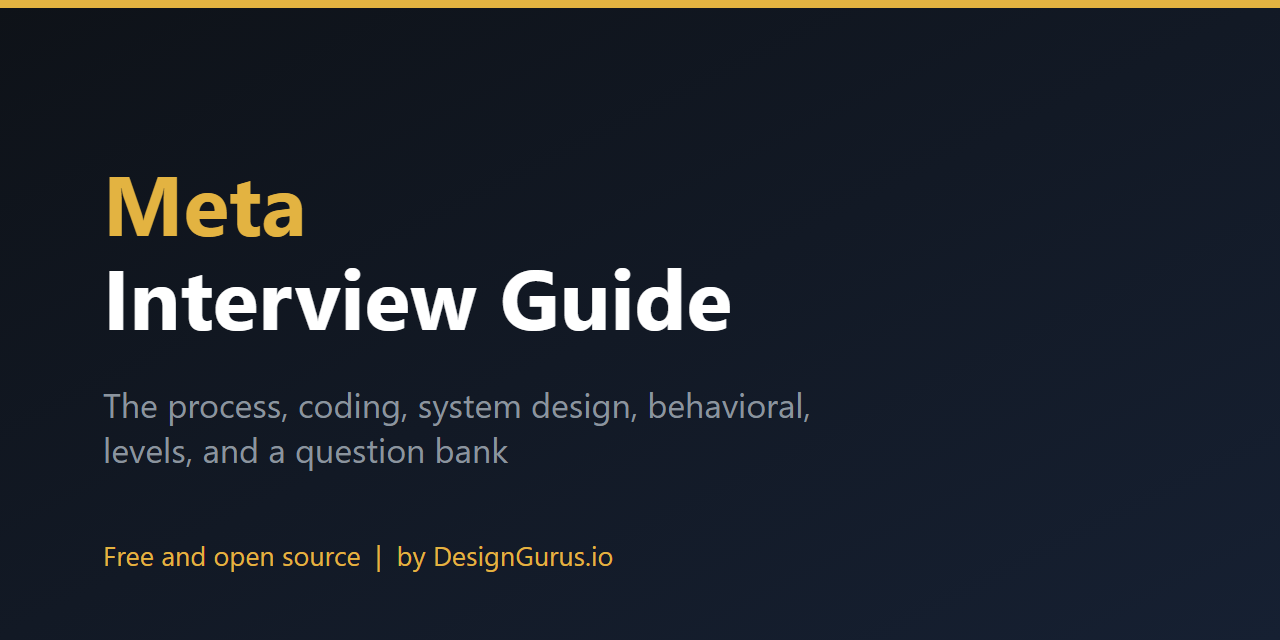 Meta
Interview Guide
The process, coding, system design, behavioral,
levels, and a question bank
Free and open source | by DesignGurus.io